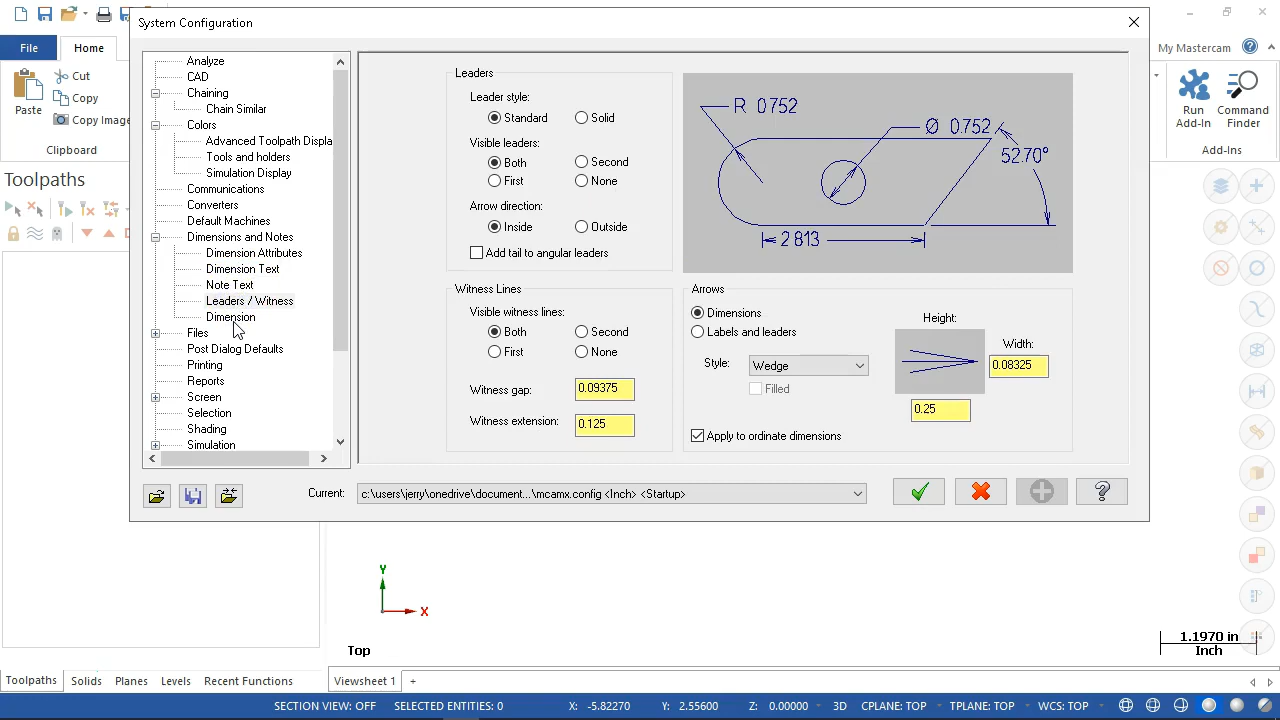 System Configuration
File
Home
My Mastercam
Paste
Cut
Copy
Copy Image
Clipboard
Run Add-In
Command Finder
Add-Ins
Toolpaths
Analyze
CAD
Chaining
Chain Similar
Colors
Advanced Toolpath Displa
Tools and holders
Simulation Display
Communications
Converters
Default Machines
Dimensions and Notes
Dimension Attributes
Dimension Text
Note Text
Leaders / Witness
Dimension
Files
Post Dialog Defaults
Printing
Reports
Screen
Selection
Shading
Simulation
Leaders
Leader style:
Standard
Solid
Visible leaders:
Both
Second
First
None
Arrow direction:
Inside
Outside
Add tail to angular leaders
R 0.752
Ø 0.752
52.70°
2.813
Witness Lines
Visible witness lines:
Both
Second
First
None
Witness gap:
0.09375
Witness extension:
0.125
Arrows
Dimensions
Labels and leaders
Style:
Wedge
Filled
Height:
Width:
0.08325
0.25
Apply to ordinate dimensions
Current:
c:\users\jerry\onedrive\document...\mcamx.config <Inch> <Startup>
Y
X
Top
1.1970 in
Inch
Toolpaths
Solids
Planes
Levels
Recent Functions
Viewsheet 1
+
SECTION VIEW: OFF
SELECTED ENTITIES: 0
X: -5.82270
Y: 2.55600
Z: 0.00000
3D
CPLANE: TOP
TPLANE: TOP
WCS: TOP